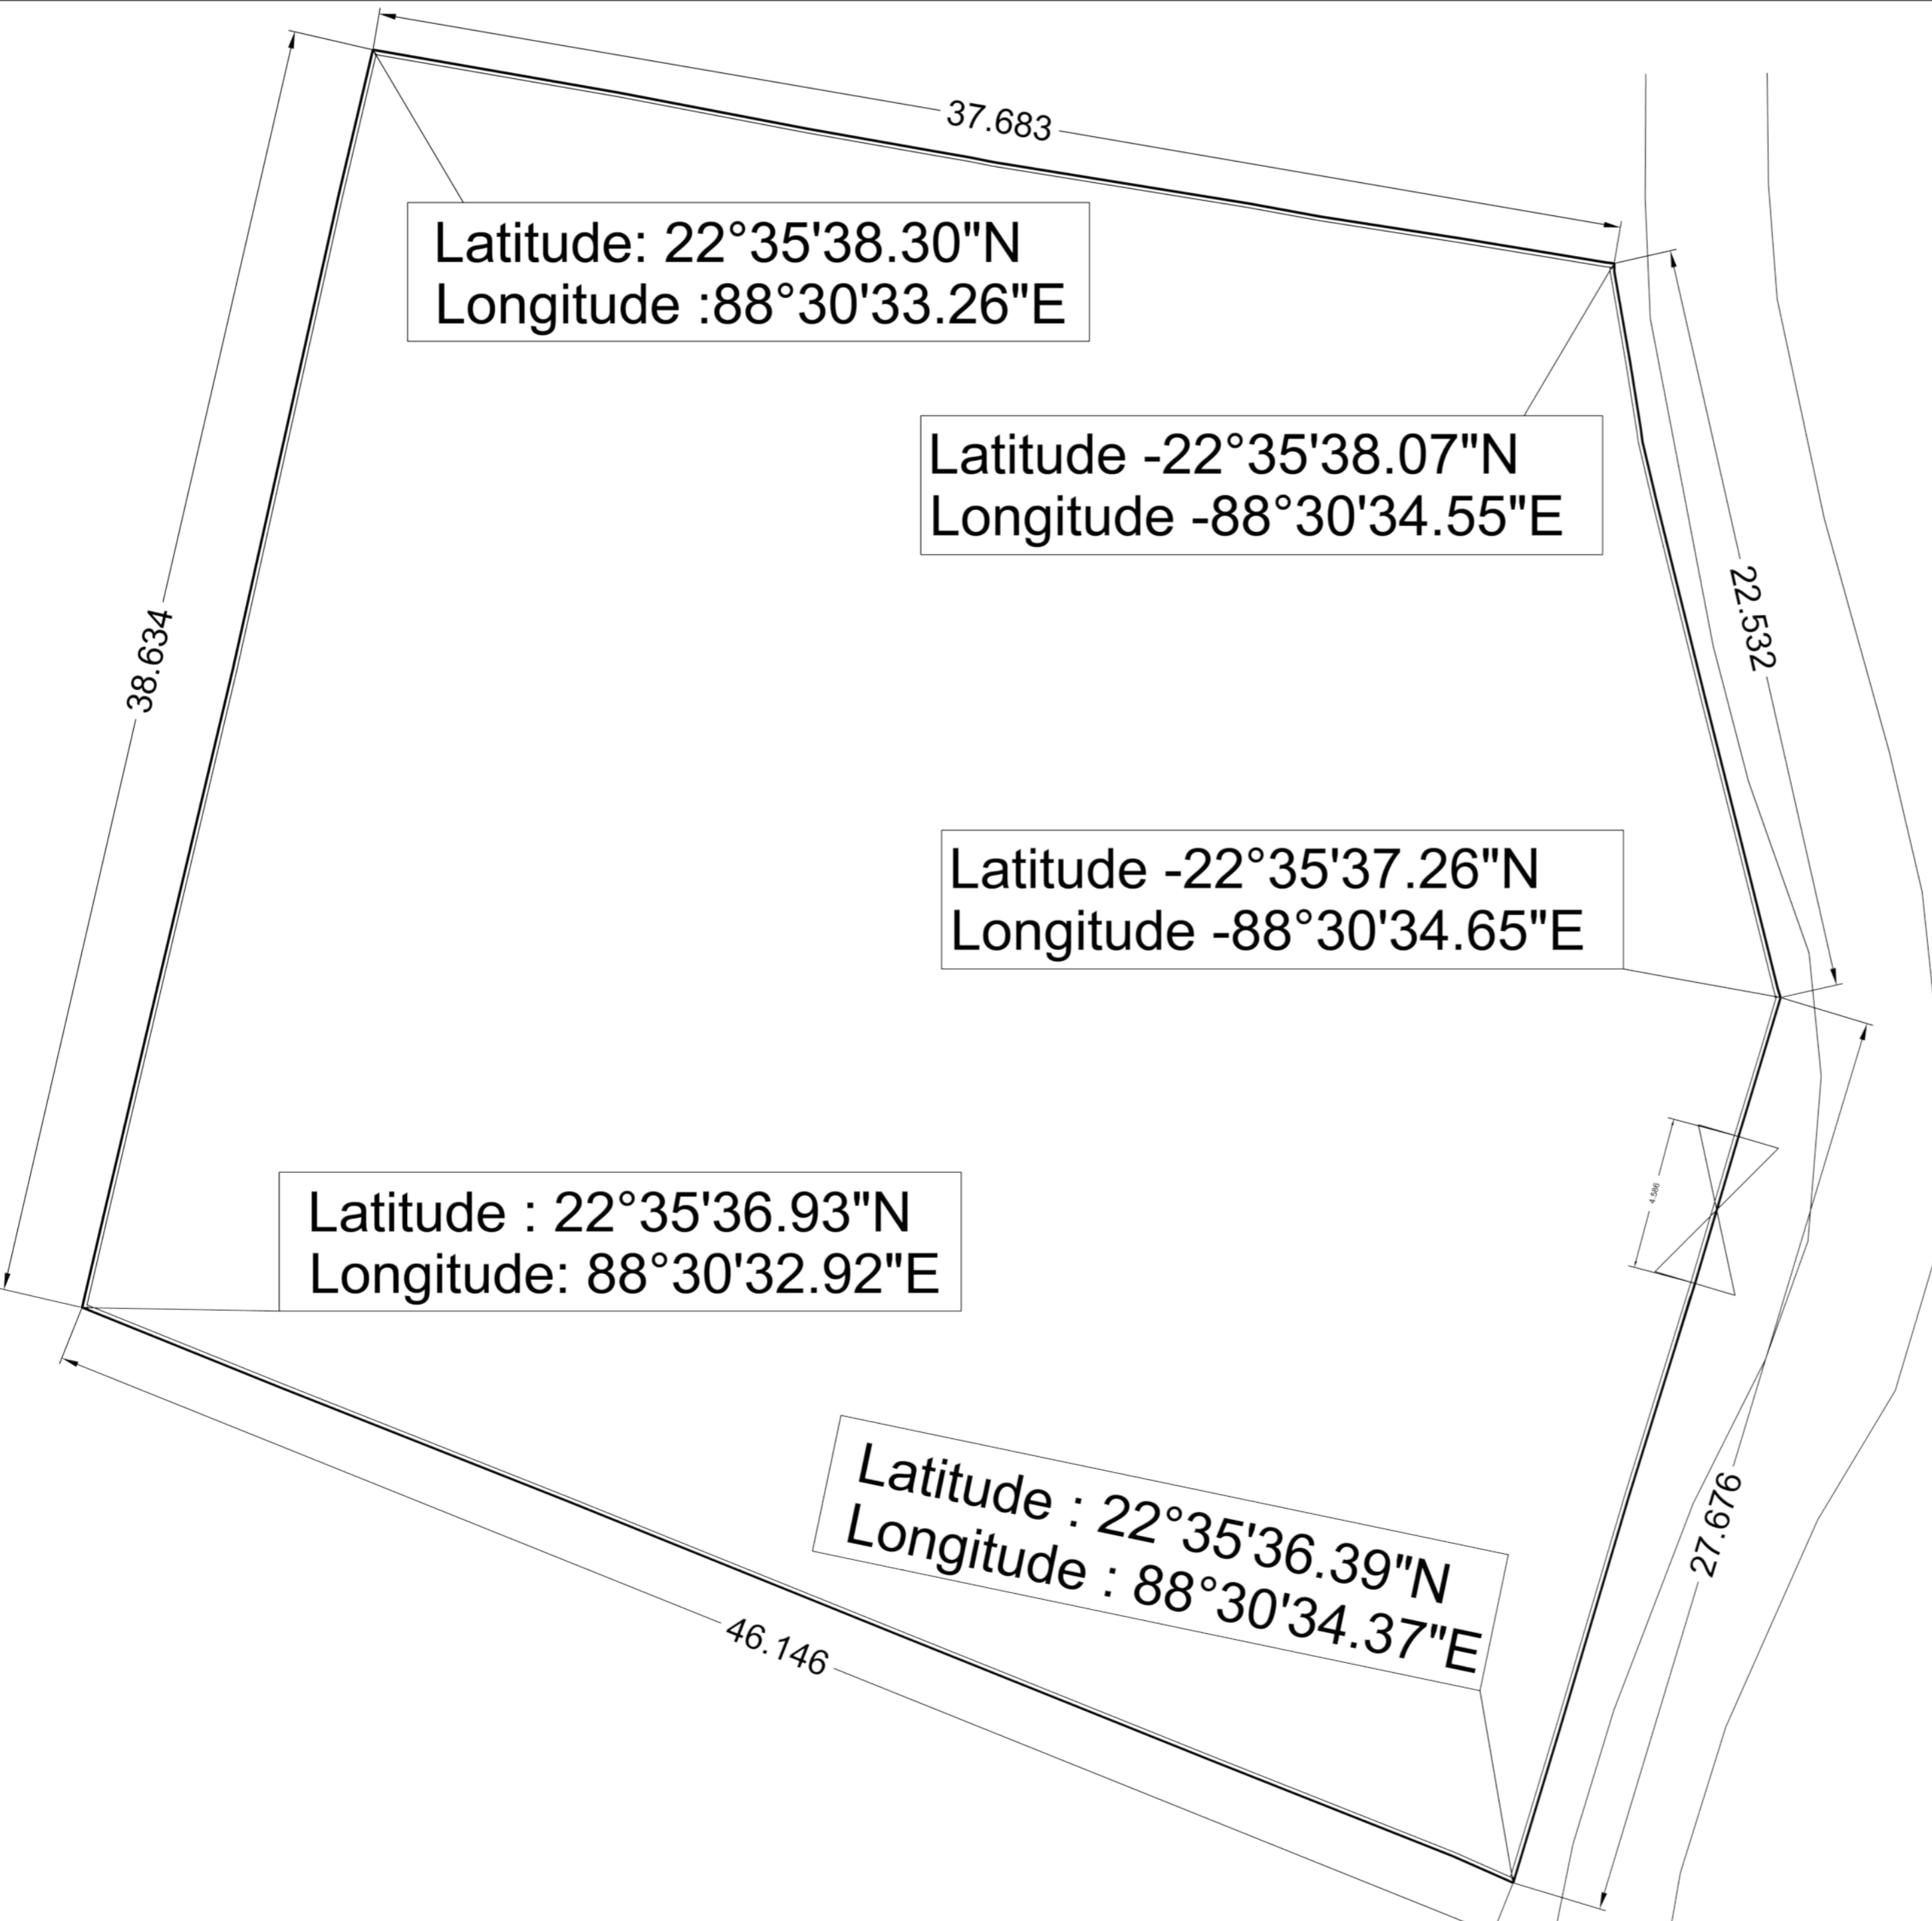 37.683
Latitude: 22°35'38.30"N
Longitude :88°30'33.26"E
Latitude -22°35'38.07"N
Longitude -88°30'34.55"E
22.532
38.634
Latitude -22°35'37.26"N
Longitude -88°30'34.65"E
4.586
Latitude : 22°35'36.93"N
Longitude: 88°30'32.92"E
Latitude : 22°35'36.39"N
Longitude : 88°30'34.37"E
27.676
46.146